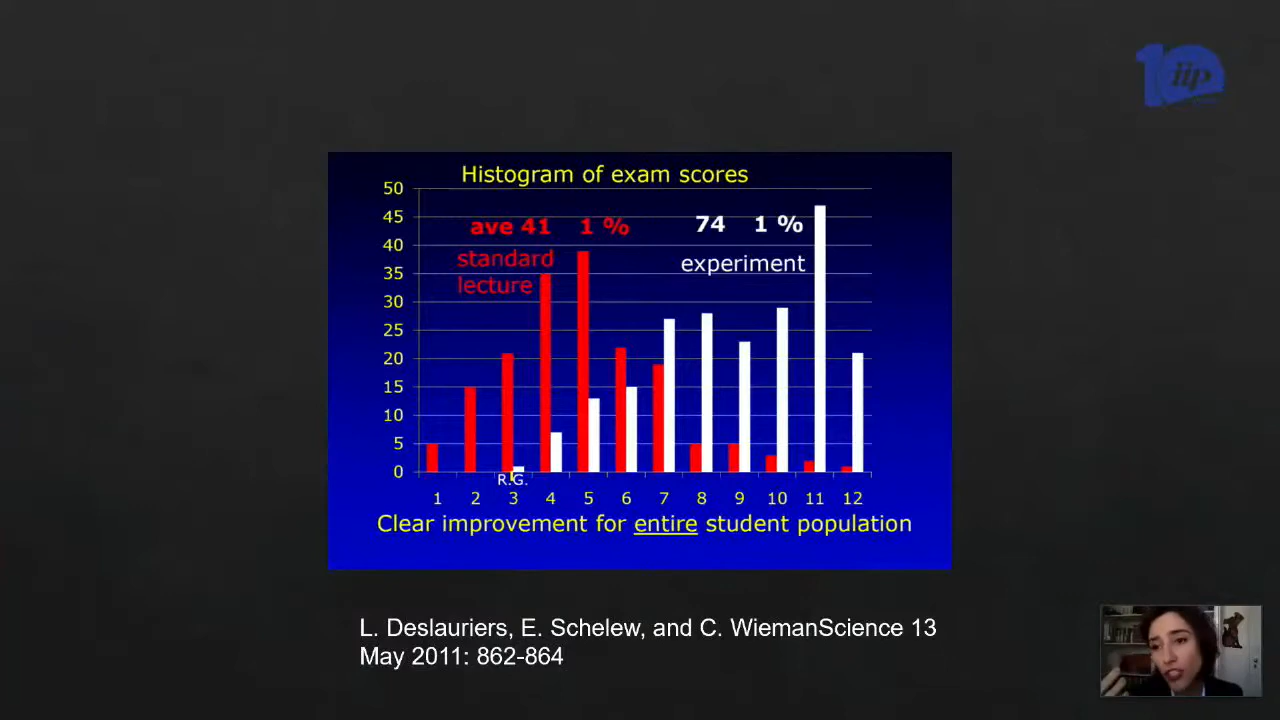 10
iip
Histogram of exam scores
50
45
40
35
30
25
20
15
10
5
0
ave 41 1 %
standard
lecture
74 1 %
experiment
R.G.
1 2 3 4 5 6 7 8 9 10 11 12
Clear improvement for entire student population
L. Deslauriers, E. Schelew, and C. WiemanScience 13
May 2011: 862-864